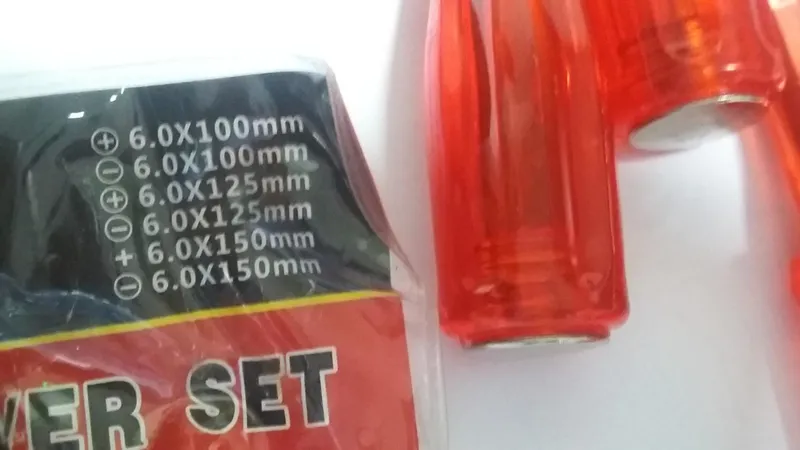 ⊕ 6.0X100mm
⊖ 6.0X100mm
⊕ 6.0X125mm
⊖ 6.0X125mm
+ 6.0X150mm
⊖ 6.0X150mm
VER SET